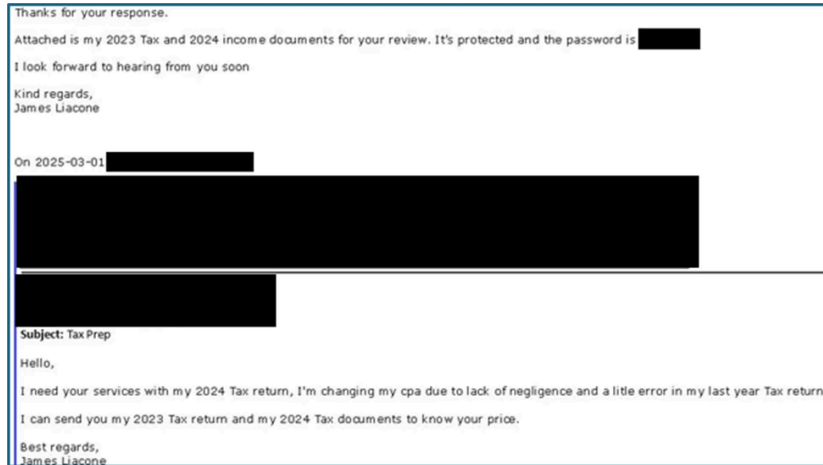 Thanks for your response.
Attached is my 2023 Tax and 2024 income documents for your review. It's protected and the password is
I look forward to hearing from you soon
Kind regards,
James Liacone
On 2025-03-01
Subject: Tax Prep
Hello,
I need your services with my 2024 Tax return, I'm changing my cpa due to lack of negligence and a litle error in my last year Tax return
I can send you my 2023 Tax return and my 2024 Tax documents to know your price.
Best regards,
James Liacone